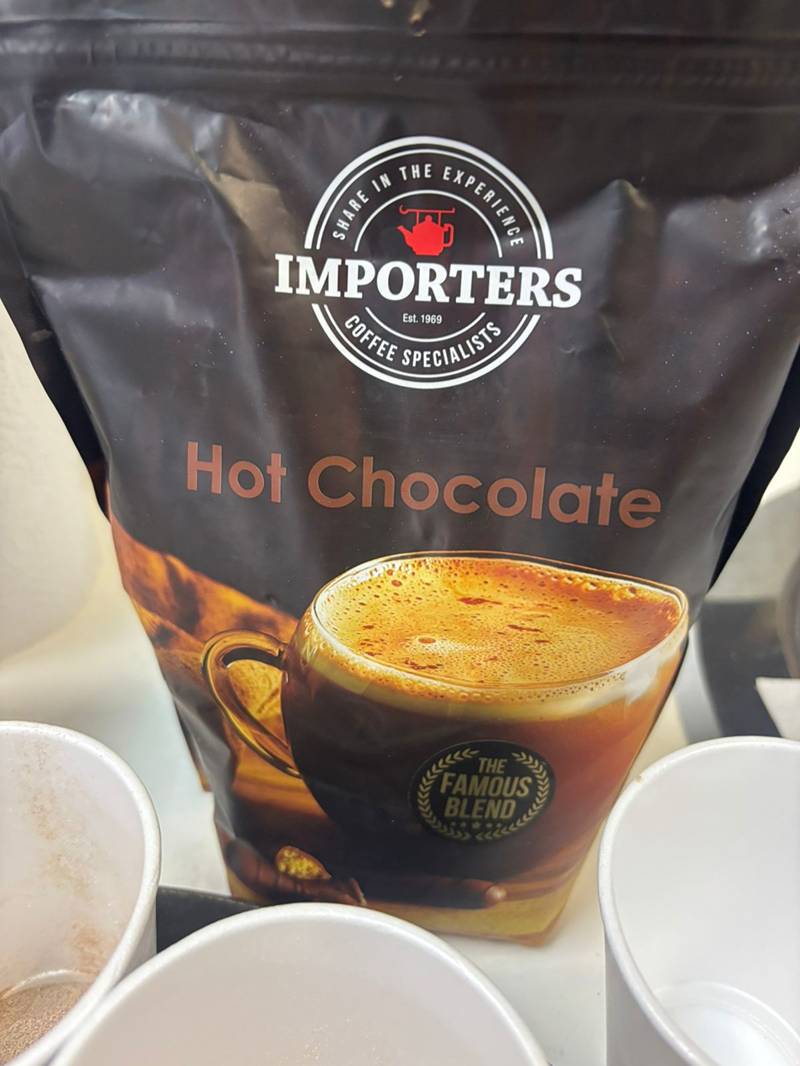 SHARE IN THE EXPERIENCE
IMPORTERS
Est. 1969
COFFEE SPECIALISTS
Hot Chocolate
THE
FAMOUS
BLEND